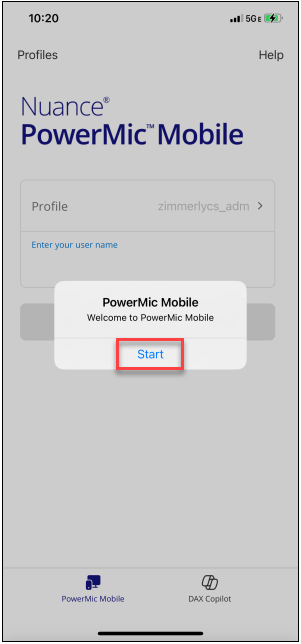 10:20
5G E
Profiles
Help
Nuance®
PowerMic™ Mobile
Profile zimmerlycs_adm
Enter your user name
PowerMic Mobile
Welcome to PowerMic Mobile
Start
PowerMic Mobile
DAX Copilot